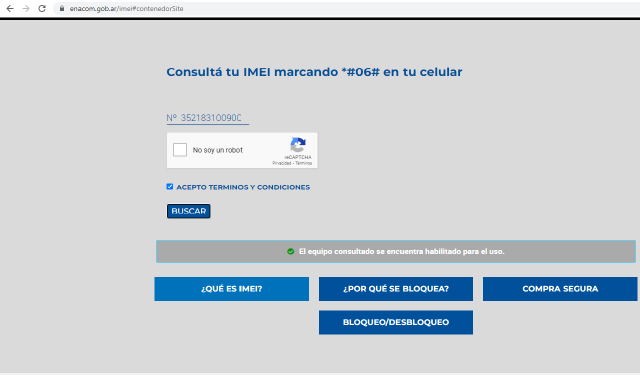 enacom.gob.ar/imei#contenedorSite
Consultá tu IMEI marcando *#06# en tu celular
Nº 35218310090C
No soy un robot
reCAPTCHA
Privacidad - Términos
ACEPTO TERMINOS Y CONDICIONES
BUSCAR
El equipo consultado se encuentra habilitado para el uso.
¿QUÉ ES IMEI? ¿POR QUÉ SE BLOQUEA? COMPRA SEGURA
BLOQUEO/DESBLOQUEO